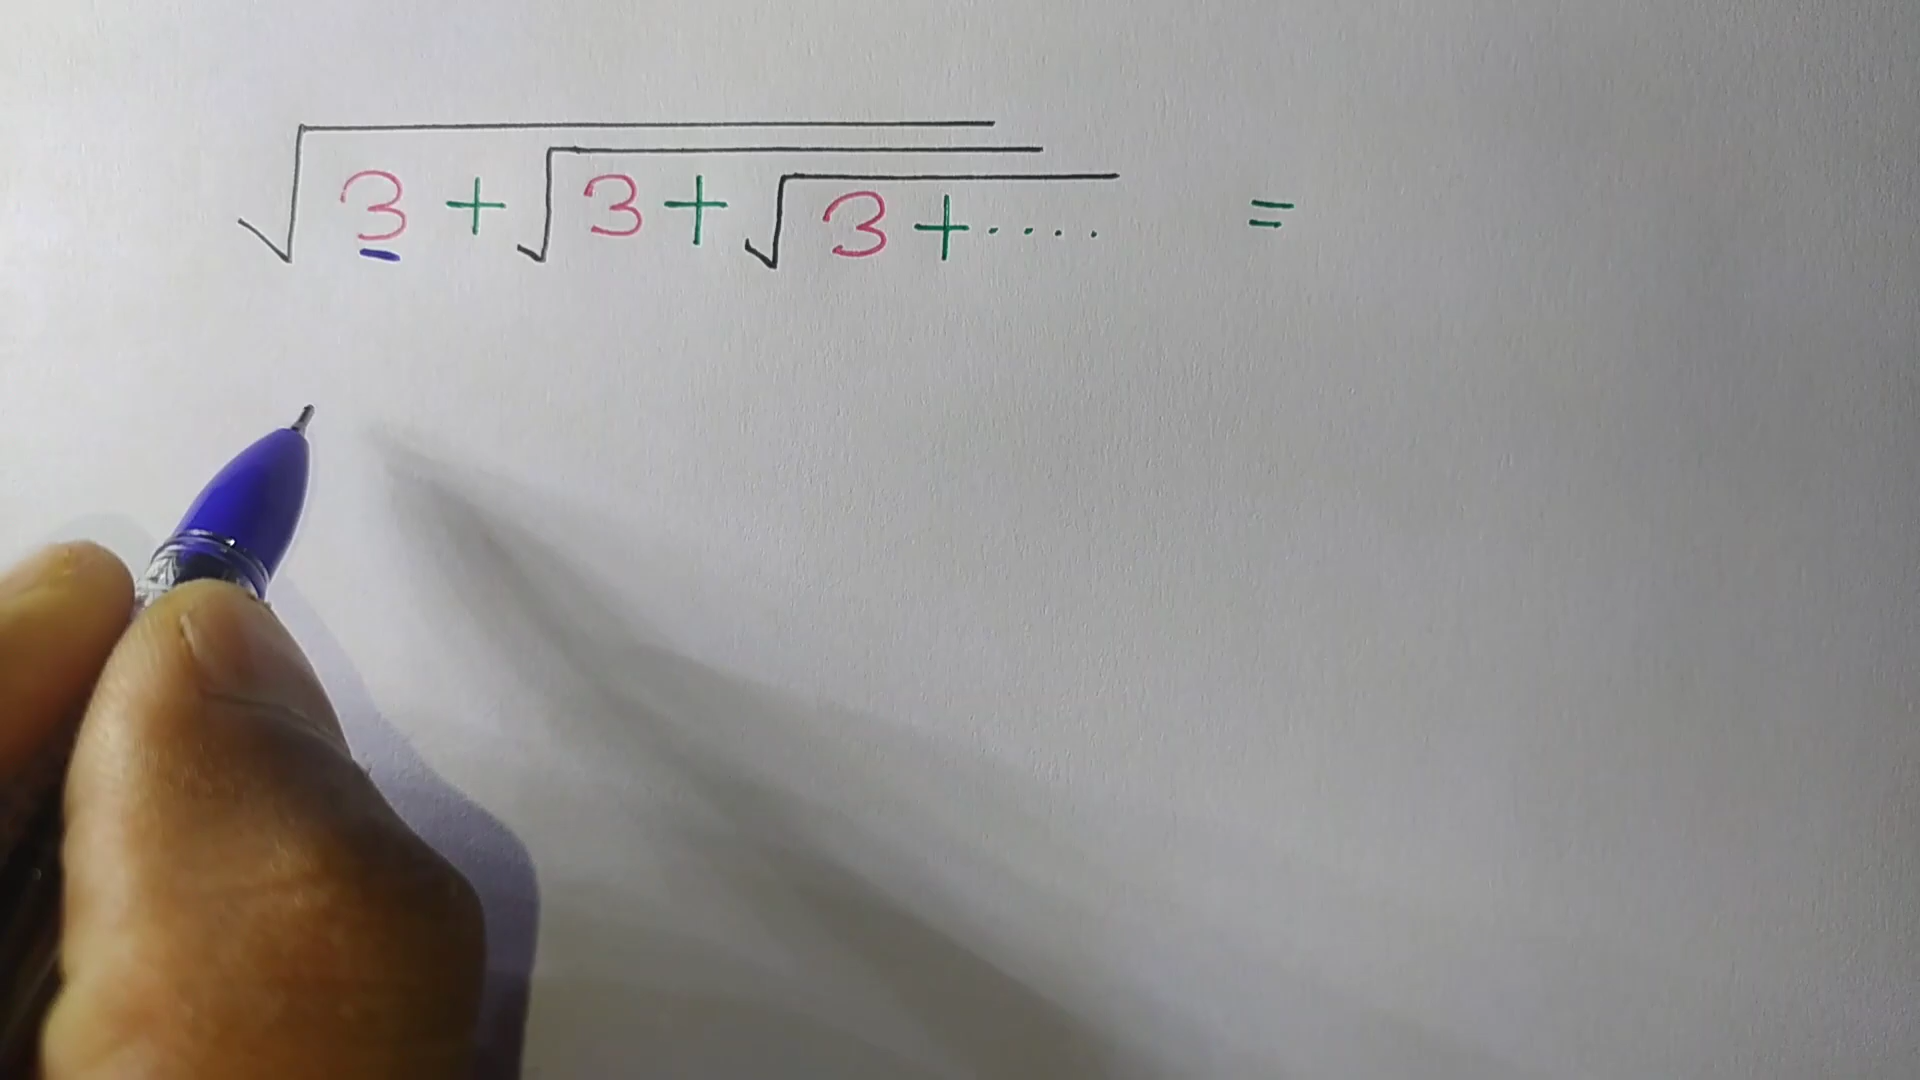 √3 + √3 + √3 + .... =